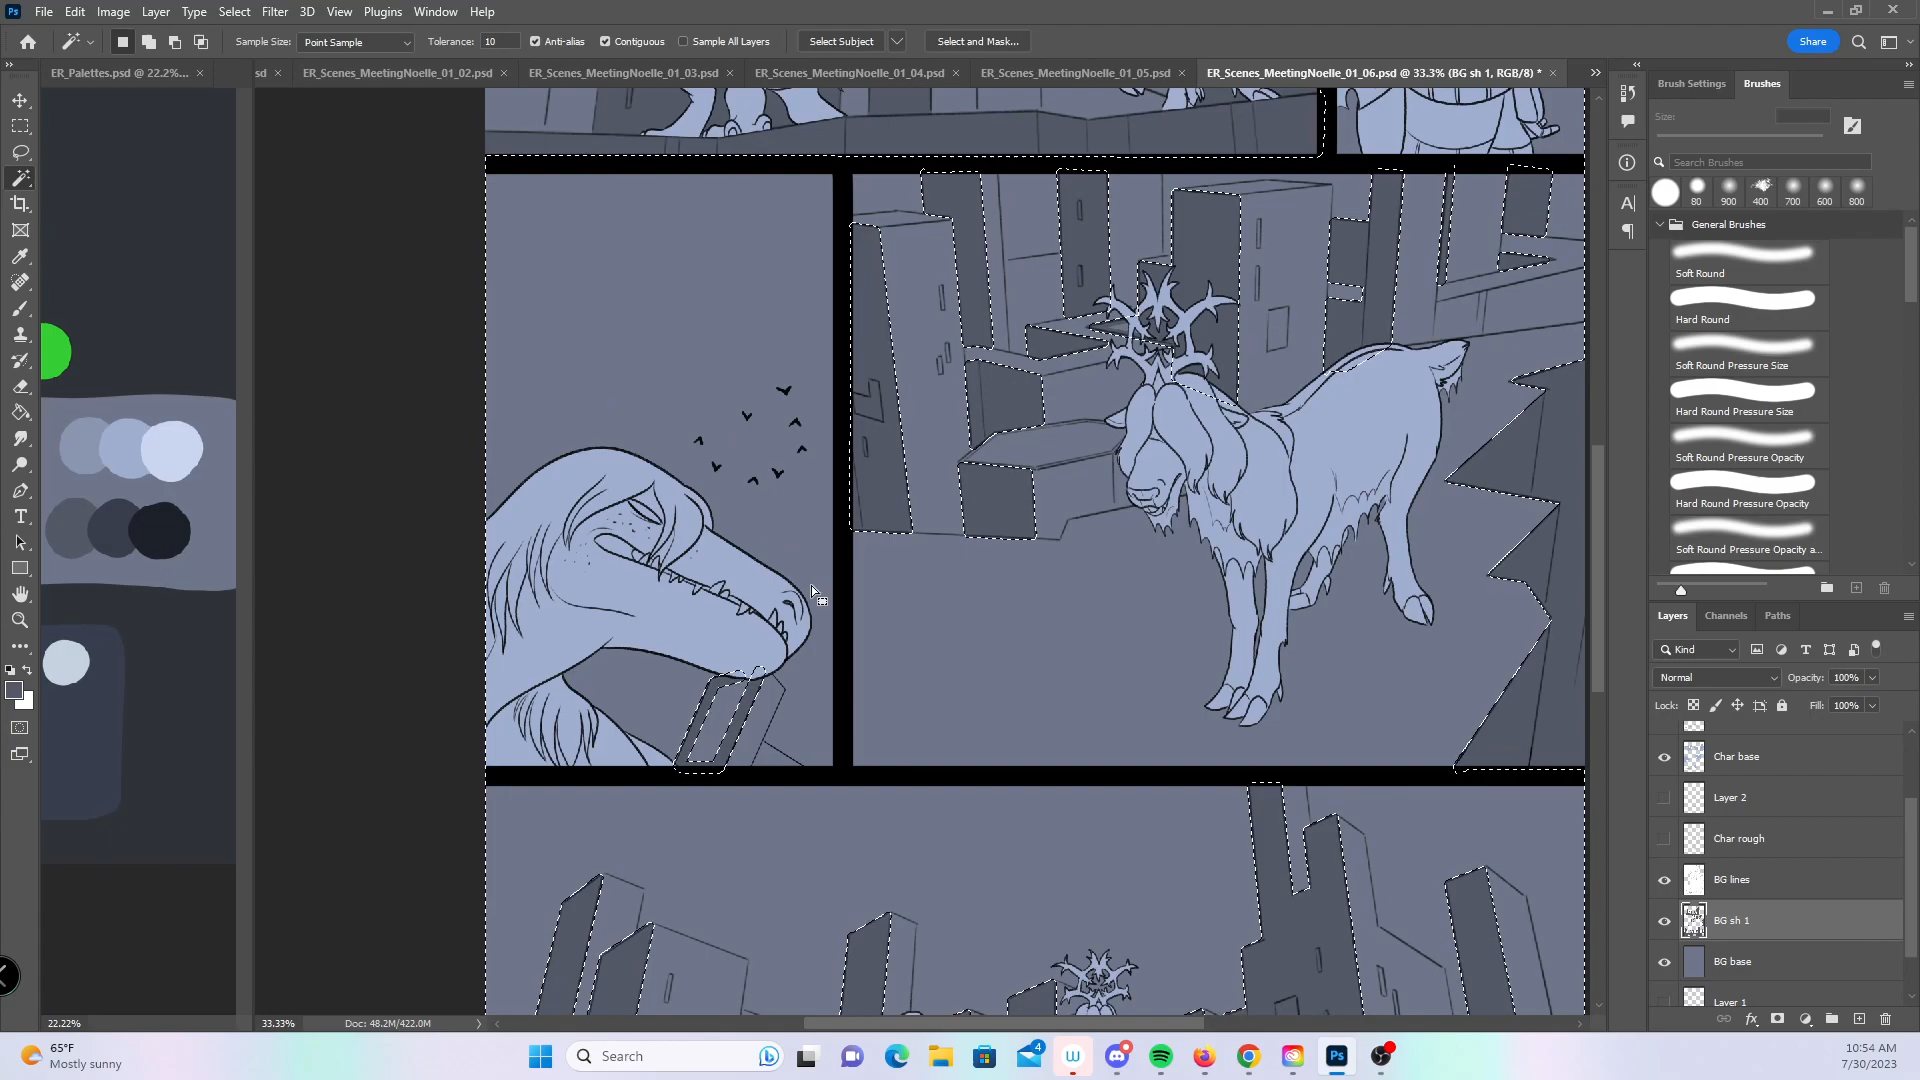 Ps File Edit Image Layer Type Select Filter 3D View Plugins Window Help
Sample Size: Point Sample Tolerance: 10 Anti-alias Contiguous Sample All Layers Select Subject Select and Mask... Share
ER_Palettes.psd @ 22.2%... × sd × ER_Scenes_MeetingNoelle_01_02.psd × ER_Scenes_MeetingNoelle_01_03.psd × ER_Scenes_MeetingNoelle_01_04.psd × ER_Scenes_MeetingNoelle_01_05.psd × ER_Scenes_MeetingNoelle_01_06.psd @ 33.3% (BG sh 1, RGB/8) * ×
Brush Settings Brushes
Size:
Search Brushes
80 900 400 700 600 800
General Brushes
Soft Round
Hard Round
Soft Round Pressure Size
Hard Round Pressure Size
Soft Round Pressure Opacity
Hard Round Pressure Opacity
Soft Round Pressure Opacity a...
Layers Channels Paths
Kind
Normal Opacity: 100%
Lock: Fill: 100%
Char base
Layer 2
Char rough
BG lines
BG sh 1
BG base
Layer 1
22.22% 33.33% Doc: 48.2M/422.0M
65°F
Mostly sunny
Search
4
Ps
10:54 AM
7/30/2023